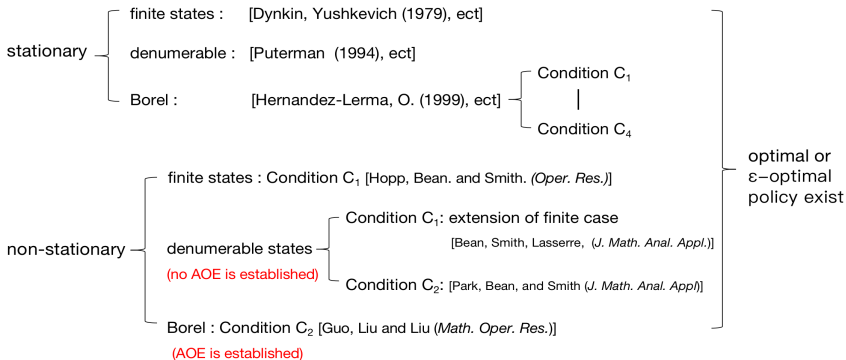 stationary
finite states : [Dynkin, Yushkevich (1979), ect]
denumerable : [Puterman (1994), ect]
Borel : [Hernandez-Lerma, O. (1999), ect]
Condition C1
Condition C4
non-stationary
finite states : Condition C1 [Hopp, Bean. and Smith. (Oper. Res.)]
denumerable states
(no AOE is established)
Condition C1: extension of finite case
[Bean, Smith, Lasserre, (J. Math. Anal. Appl.)]
Condition C2: [Park, Bean, and Smith (J. Math. Anal. Appl)]
Borel : Condition C2 [Guo, Liu and Liu (Math. Oper. Res.)]
(AOE is established)
optimal or
ε–optimal
policy exist